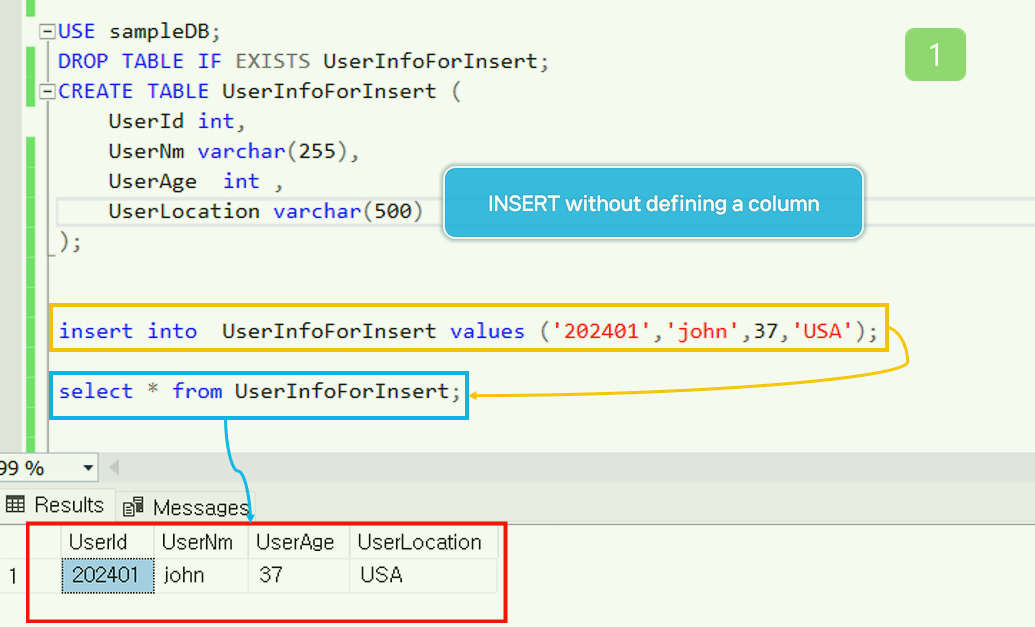 USE sampleDB;
1
DROP TABLE IF EXISTS UserInfoForInsert;
CREATE TABLE UserInfoForInsert (
UserId int,
UserNm varchar(255),
UserAge  int ,
UserLocation varchar(500)
INSERT without defining a column
);
insert into  UserInfoForInsert values ('202401','john',37,'USA');
select * from UserInfoForInsert;
99 %
Results Messages
UserId UserNm UserAge UserLocation
1 202401 john 37 USA